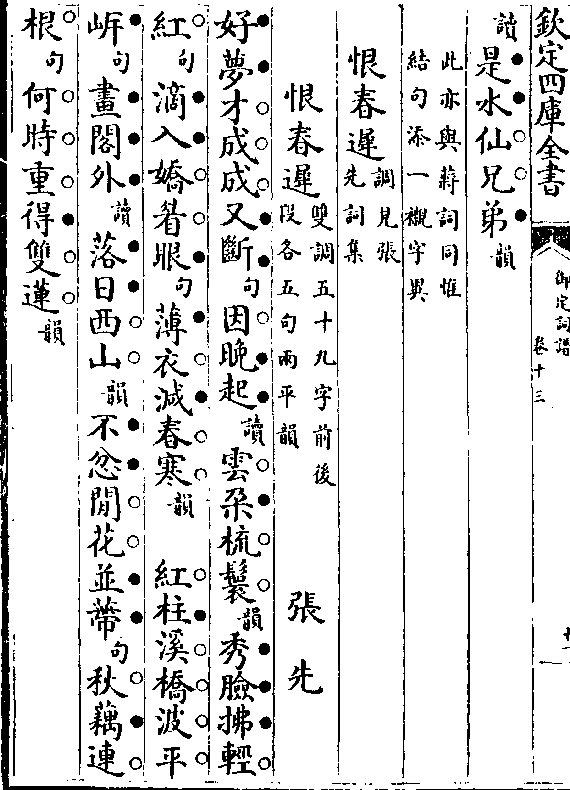 欽定四庫全書
御定詞譜
卷十三
讀是水仙兄弟韻
此亦與蔣詞同惟
結句添一襯字異
恨春遲調見張
先詞集
恨春遲雙調五十九字前後
段各五句兩平韻
張先
好夢才成成又斷句因晩起讀雲朶梳鬟韻秀臉拂輕
紅句滴入嬌眉眼句薄衣減春寒韻 紅柱溪橋波平
㟁句畫閣外讀落日西山韻不忿閒花並蔕句秋藕連
根句何時重得雙蓮韻